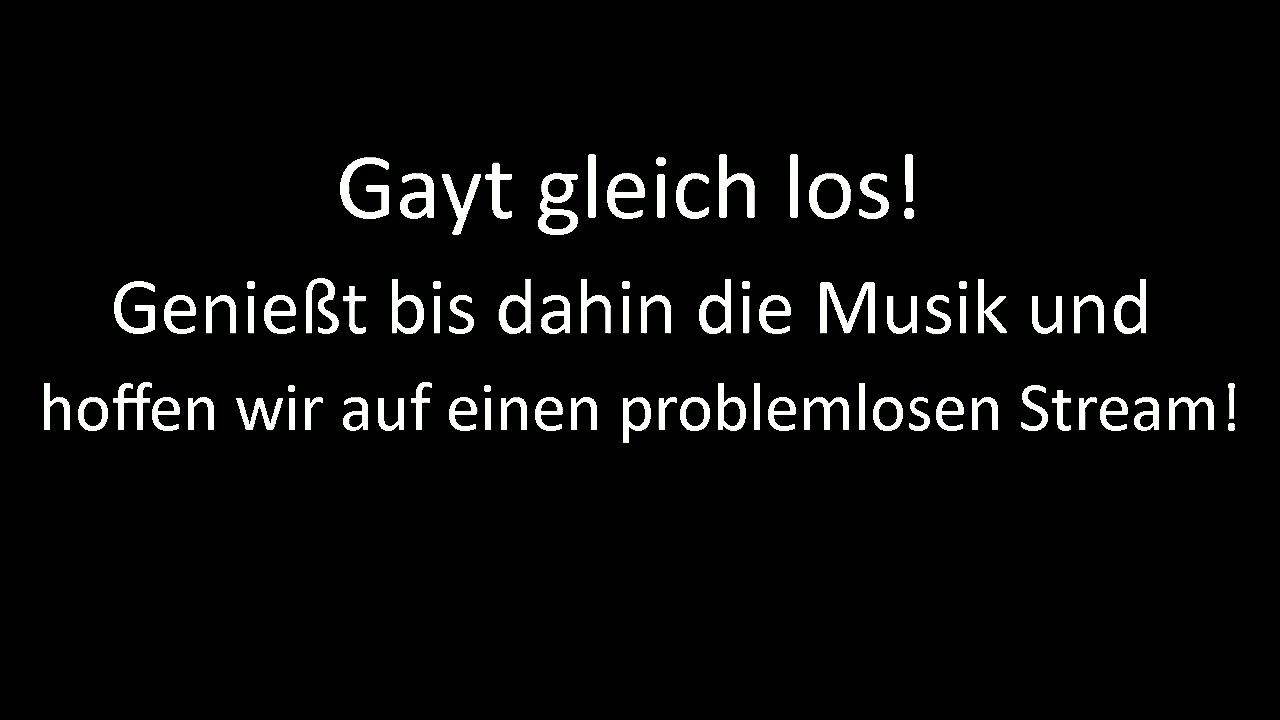 Gayt gleich los!
Genießt bis dahin die Musik und
hoffen wir auf einen problemlosen Stream!